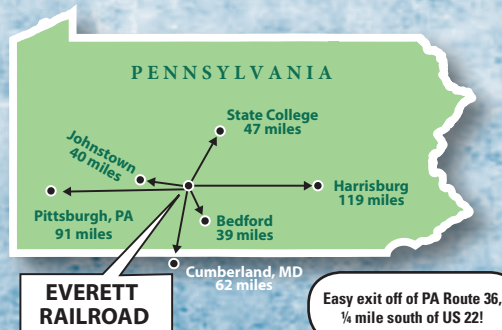 PENNSYLVANIA
State College
47 miles
Johnstown
40 miles
Harrisburg
119 miles
Pittsburgh, PA
91 miles
Bedford
39 miles
Cumberland, MD
62 miles
EVERETT
RAILROAD
Easy exit off of PA Route 36,
¼ mile south of US 22!